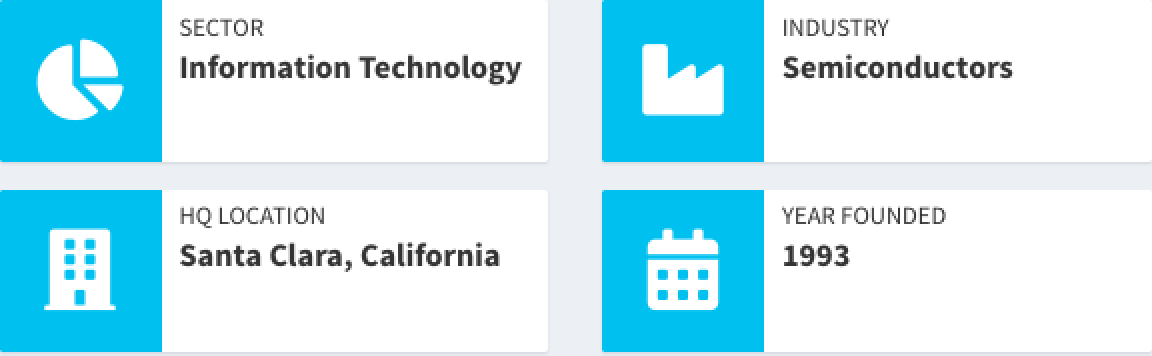 SECTOR
Information Technology
INDUSTRY
Semiconductors
HQ LOCATION
Santa Clara, California
YEAR FOUNDED
1993